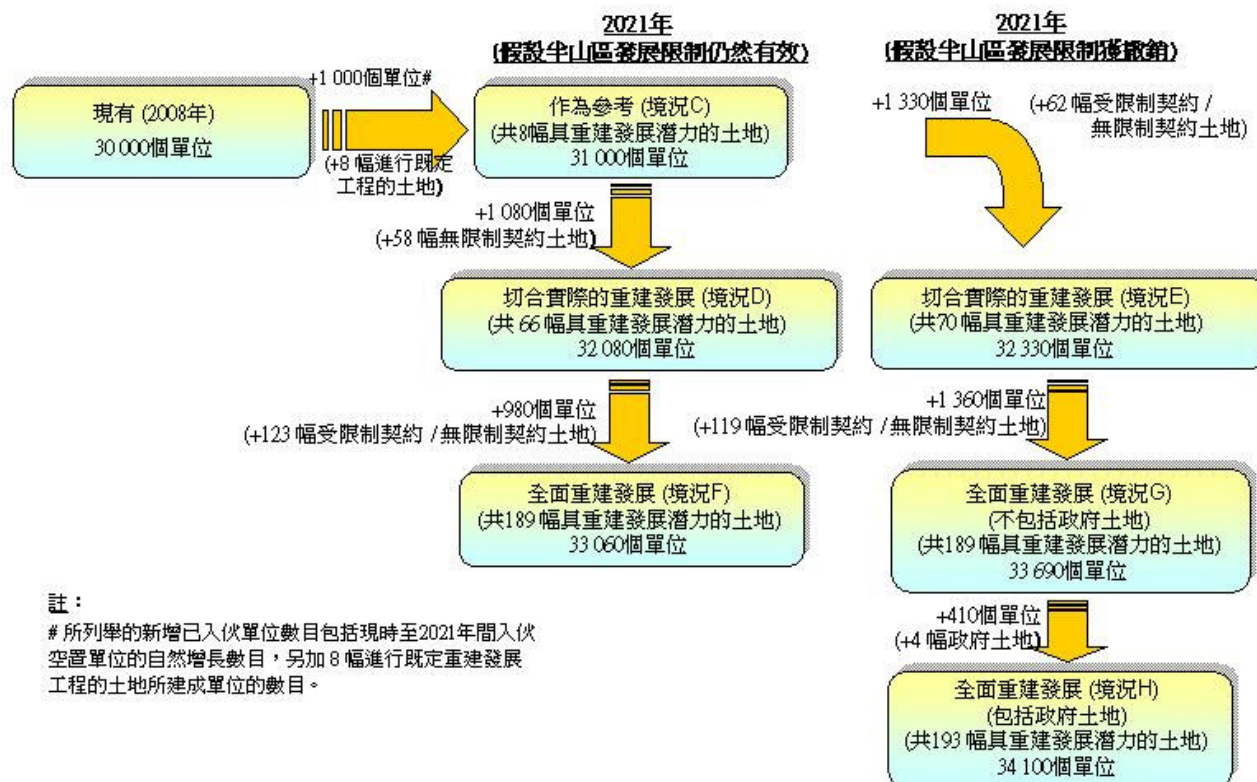 2021年
(假設半山區發展限制仍然有效)
2021年
(假設半山區發展限制獲撤銷)
現有 (2008年)
30 000個單位
+1 000個單位#
(+8 幅進行既定
工程的土地)
作為參考 (境況C)
(共8幅具重建發展潛力的土地)
31 000個單位
+1 330個單位
(+62 幅受限制契約 /
無限制契約土地)
+1 080個單位
(+58 幅無限制契約土地)
切合實際的重建發展 (境況D)
(共 66 幅具重建發展潛力的土地)
32 080個單位
切合實際的重建發展 (境況E)
(共70 幅具重建發展潛力的土地)
32 330個單位
+980個單位
(+123 幅受限制契約 / 無限制契約土地)
+1 360個單位
(+119 幅受限制契約 / 無限制契約土地)
全面重建發展 (境況F)
(共189 幅具重建發展潛力的土地)
33 060個單位
全面重建發展 (境況G)
(不包括政府土地)
(共189 幅具重建發展潛力的土地)
33 690個單位
+410個單位
(+4 幅政府土地)
全面重建發展 (境況H)
(包括政府土地)
(共193 幅具重建發展潛力的土地)
34 100個單位
註：
# 所列舉的新增已入伙單位數目包括現時至2021年間入伙
空置單位的自然增長數目，另加 8 幅進行既定重建發展
工程的土地所建成單位的數目。